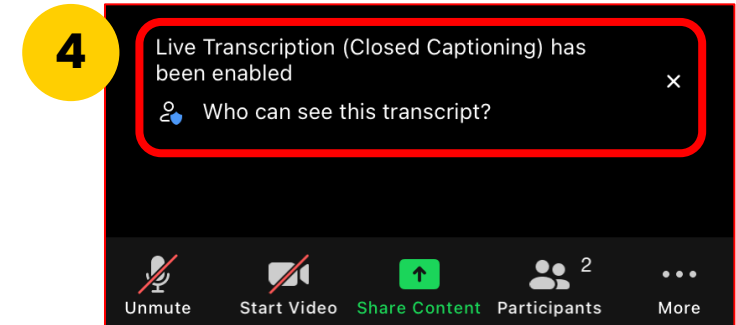 4
Live Transcription (Closed Captioning) has
been enabled
Who can see this transcript?
2
Unmute Start Video Share Content Participants More